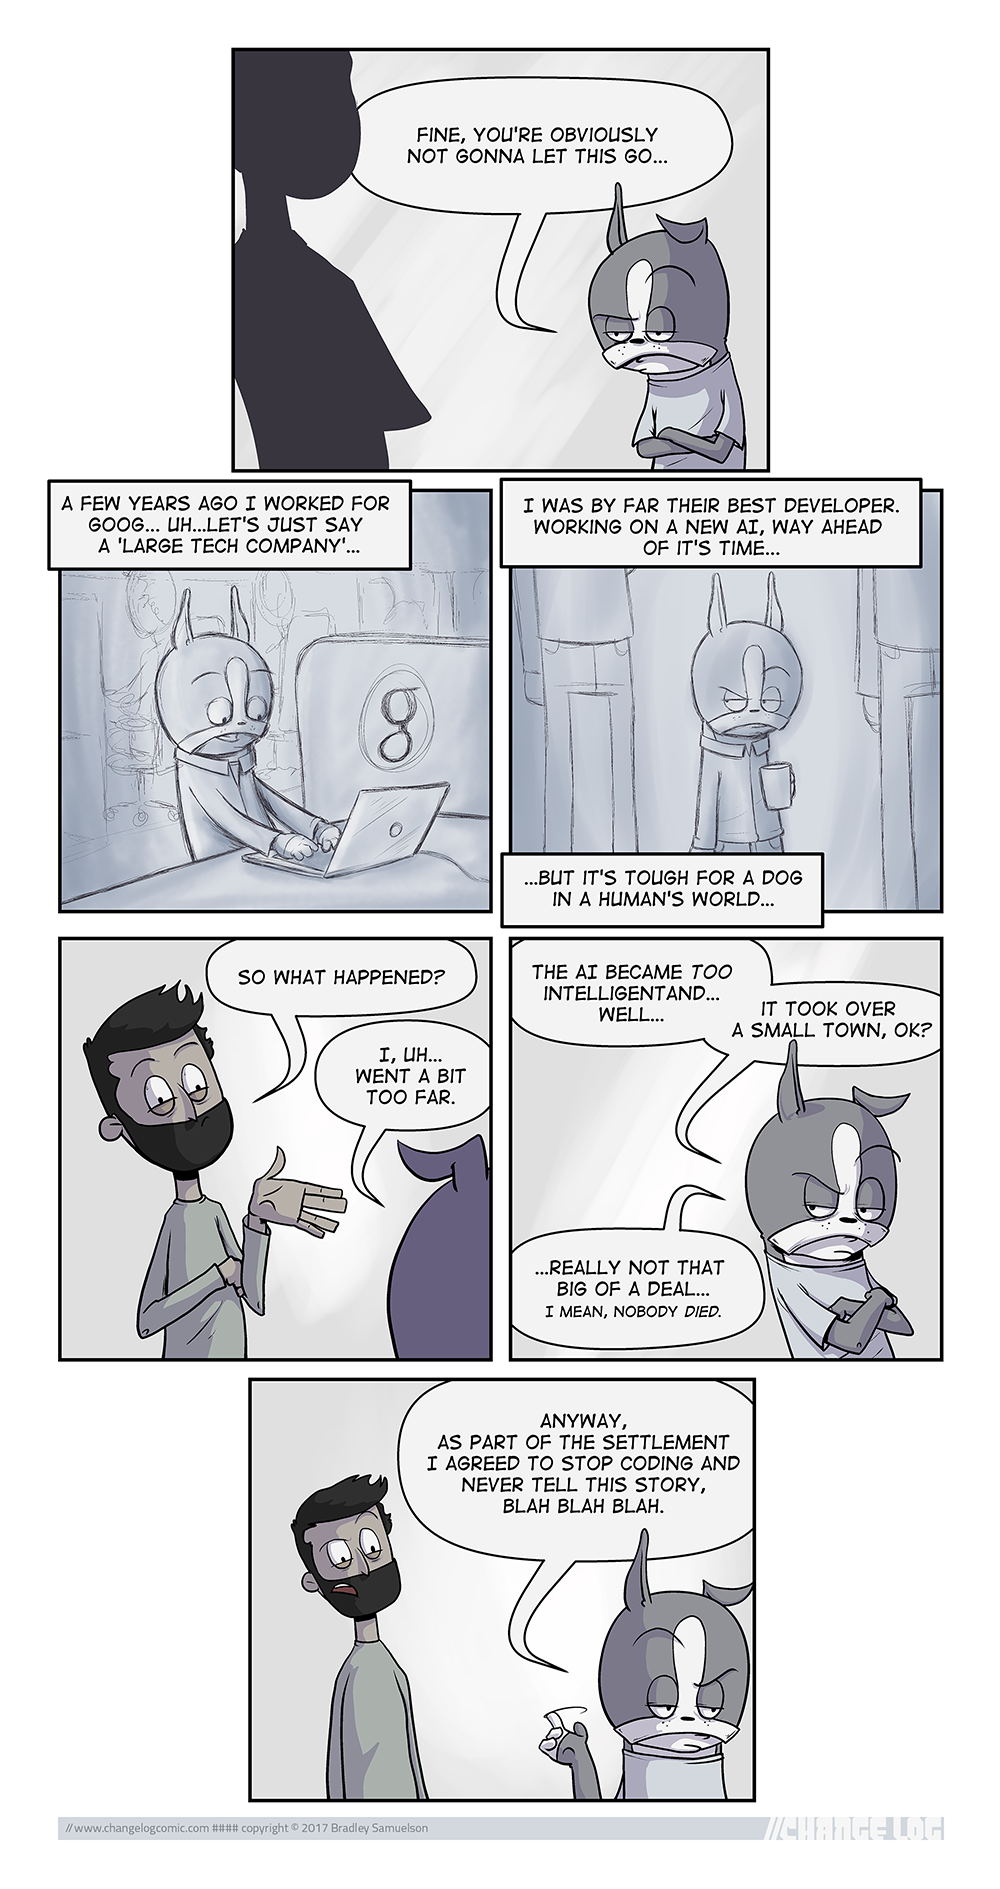 FINE, YOU'RE OBVIOUSLY
NOT GONNA LET THIS GO...
A FEW YEARS AGO I WORKED FOR
GOOG... UH...LET'S JUST SAY
A 'LARGE TECH COMPANY'...
g
I WAS BY FAR THEIR BEST DEVELOPER.
WORKING ON A NEW AI, WAY AHEAD
OF IT'S TIME...
...BUT IT'S TOUGH FOR A DOG
IN A HUMAN'S WORLD...
SO WHAT HAPPENED?
I, UH...
WENT A BIT
TOO FAR.
THE AI BECAME TOO
INTELLIGENTAND...
WELL...
IT TOOK OVER
A SMALL TOWN, OK?
...REALLY NOT THAT
BIG OF A DEAL...
I MEAN, NOBODY DIED.
ANYWAY,
AS PART OF THE SETTLEMENT
I AGREED TO STOP CODING AND
NEVER TELL THIS STORY,
BLAH BLAH BLAH.
// www.changelogcomic.com #### copyright © 2017 Bradley Samuelson
//CHANGE LOG